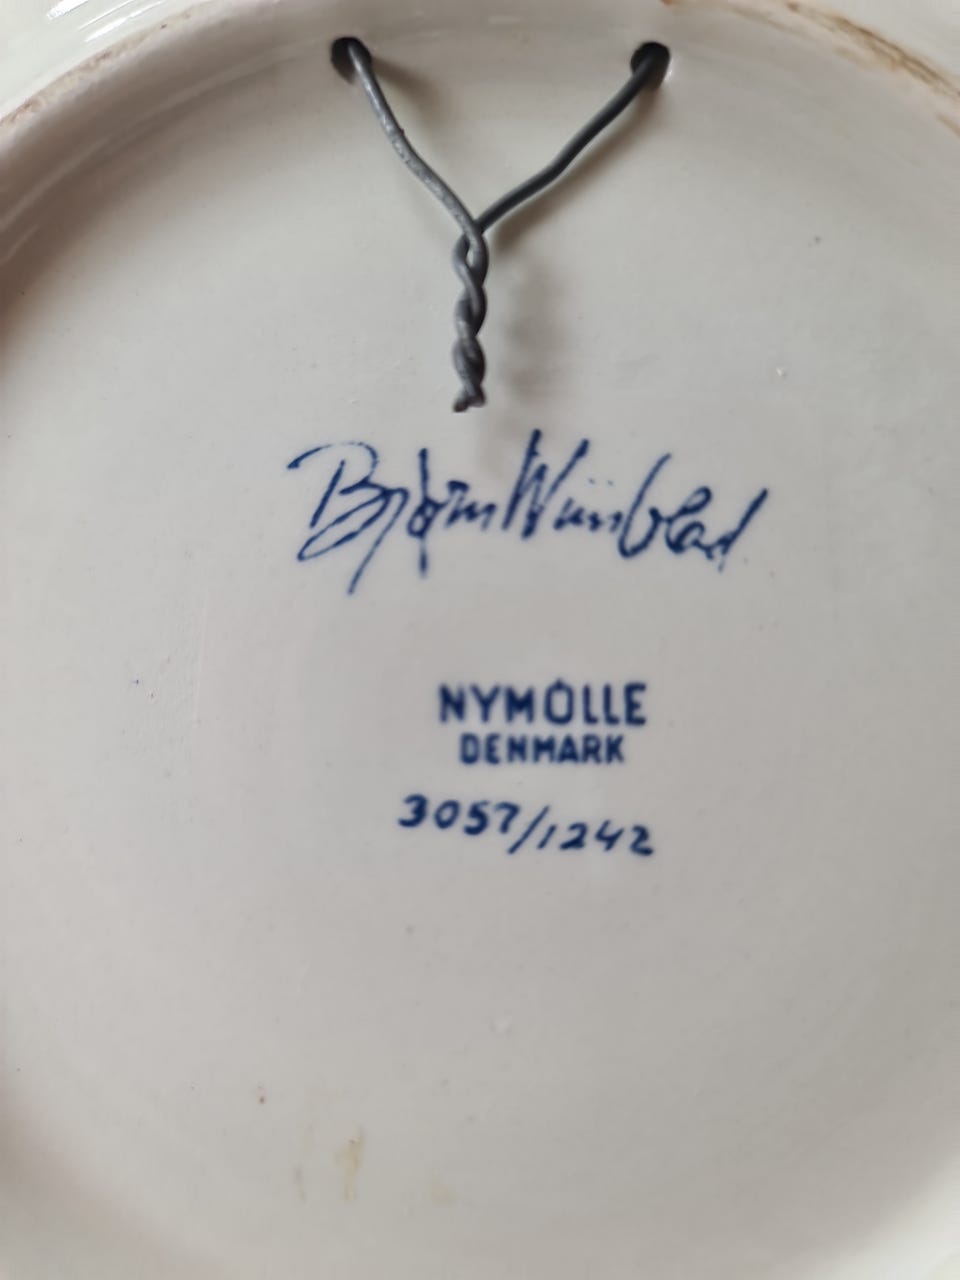 Bjørn Wiinblad
NYMÖLLE
DENMARK
3057/1242